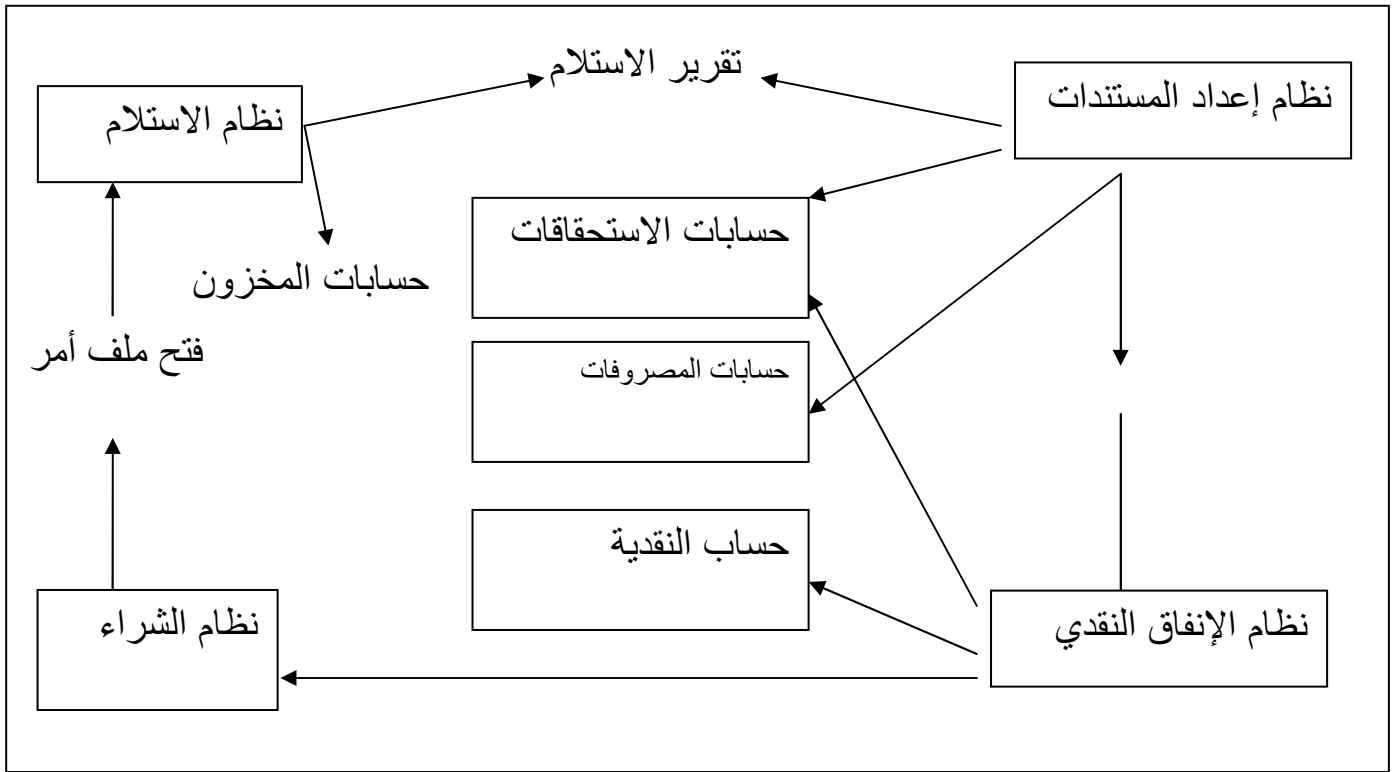 تقرير الاستلام
نظام إعداد المستندات
نظام الاستلام
حسابات الاستحقاقات
حسابات المخزون
فتح ملف أمر
حسابات المصروفات
حساب النقدية
نظام الإنفاق النقدي
نظام الشراء